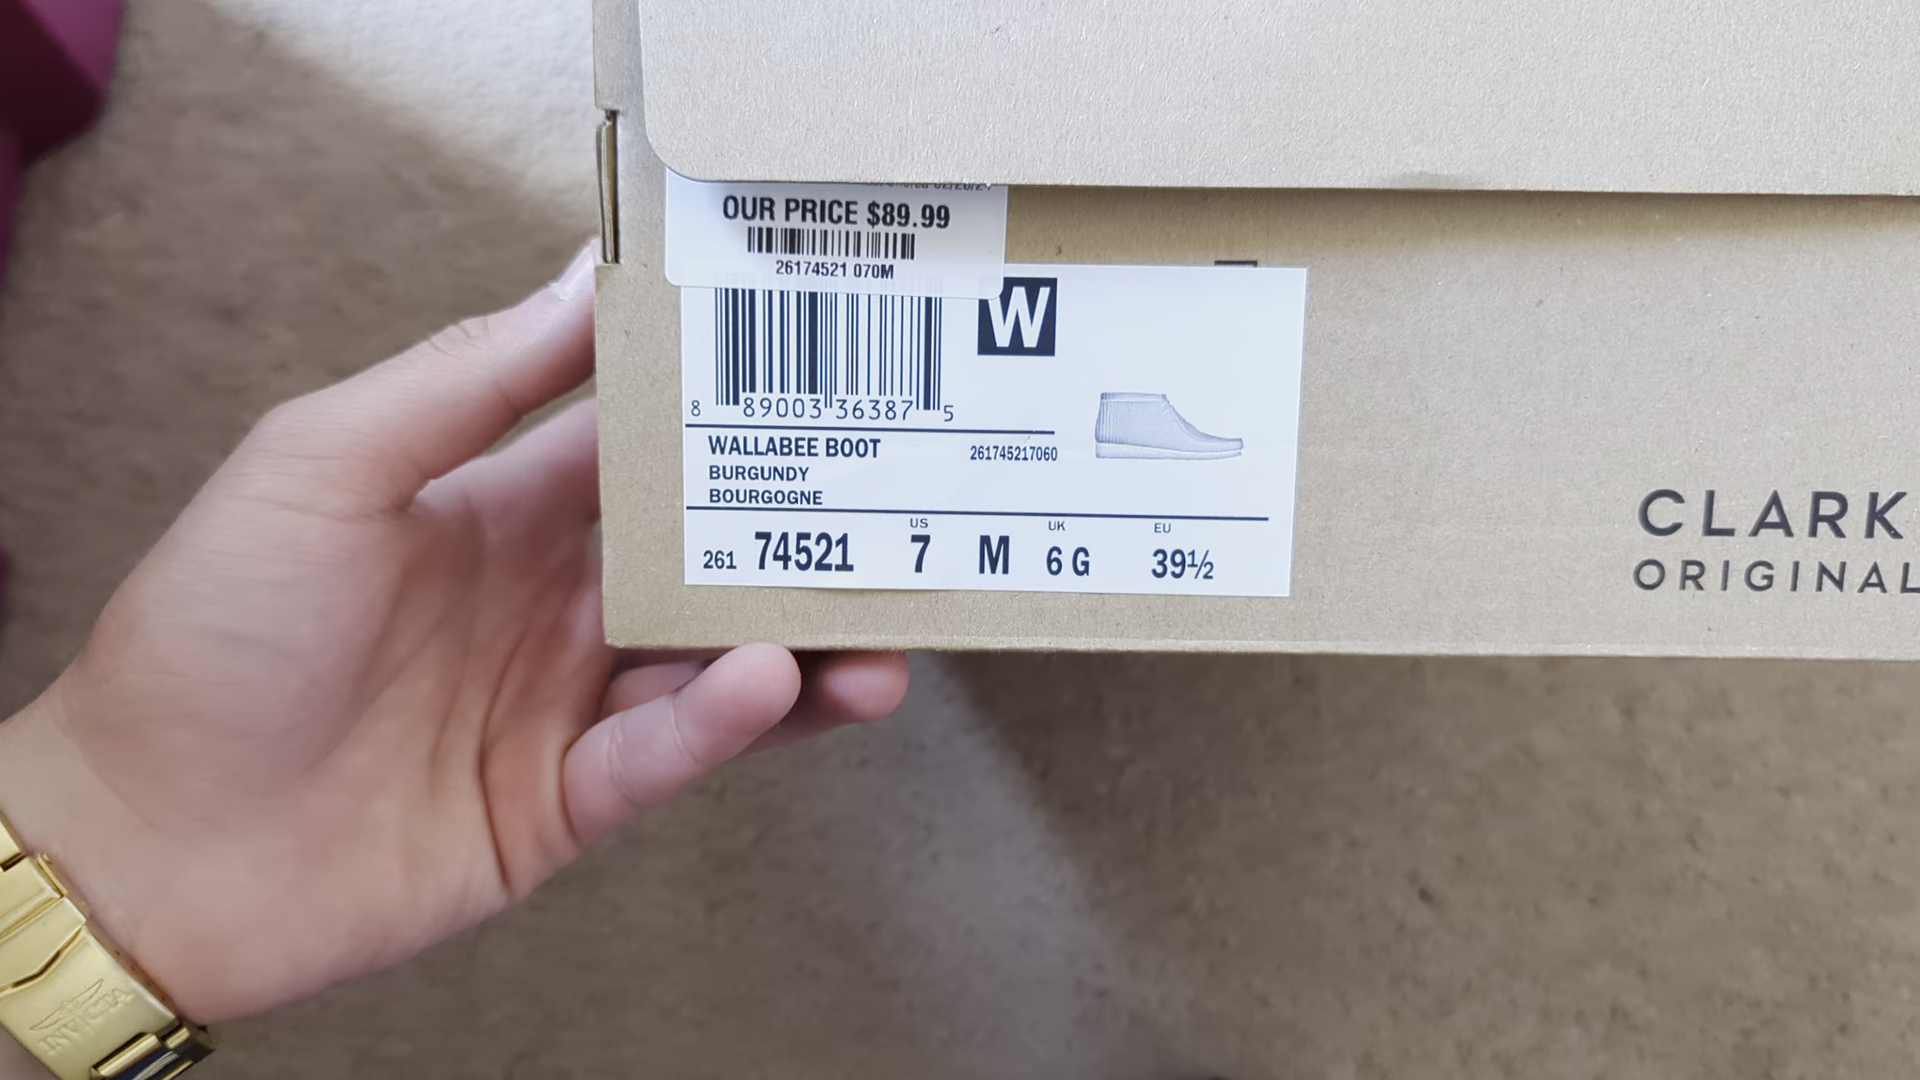 OUR PRICE $89.99
26174521 070M
W
8 89003 36387 5
WALLABEE BOOT 261745217060
BURGUNDY
BOURGOGNE
US UK EU
261 74521 7 M 6 G 39½
CLARK
ORIGINAL
INVICTA